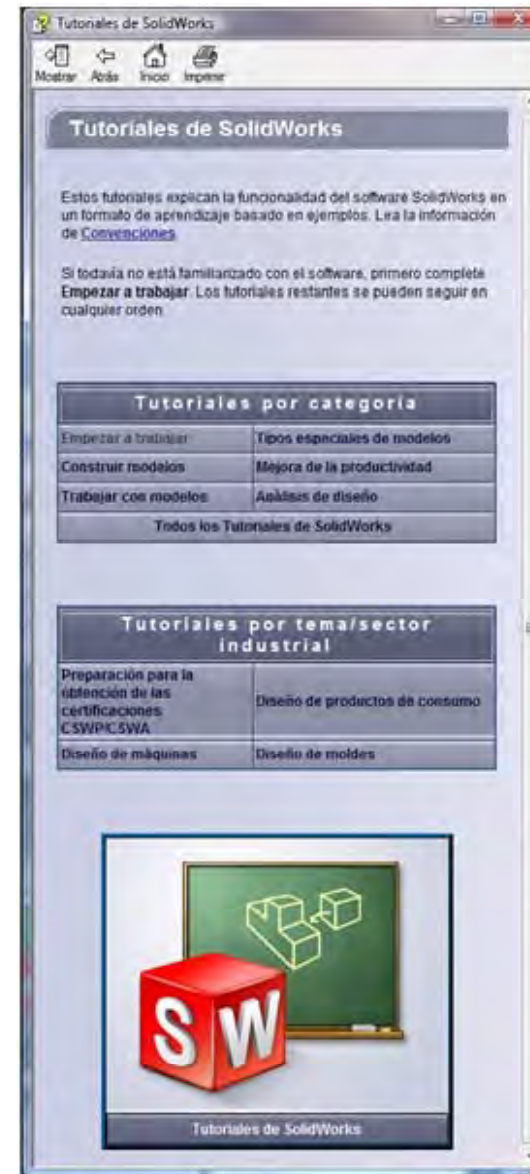 Tutoriales de SolidWorks
Mostrar Atrás Inicio Imprimir
Tutoriales de SolidWorks
Estos tutoriales explican la funcionalidad del software SolidWorks en
un formato de aprendizaje basado en ejemplos. Lea la información
de Convenciones.
Si todavía no está familiarizado con el software, primero complete
Empezar a trabajar. Los tutoriales restantes se pueden seguir en
cualquier orden.
Tutoriales por categoría
Empezar a trabajar Tipos especiales de modelos
Construir modelos Mejora de la productividad
Trabajar con modelos Análisis de diseño
Todos los Tutoriales de SolidWorks
Tutoriales por tema/sector
industrial
Preparación para la
obtención de las
certificaciones
CSWP/CSWA
Diseño de productos de consumo
Diseño de máquinas Diseño de moldes
SW
Tutoriales de SolidWorks